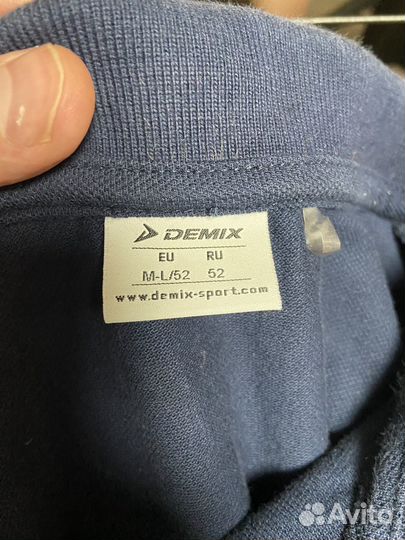 DEMIX
EU RU
M-L/52 52
www.demix-sport.com
Avito